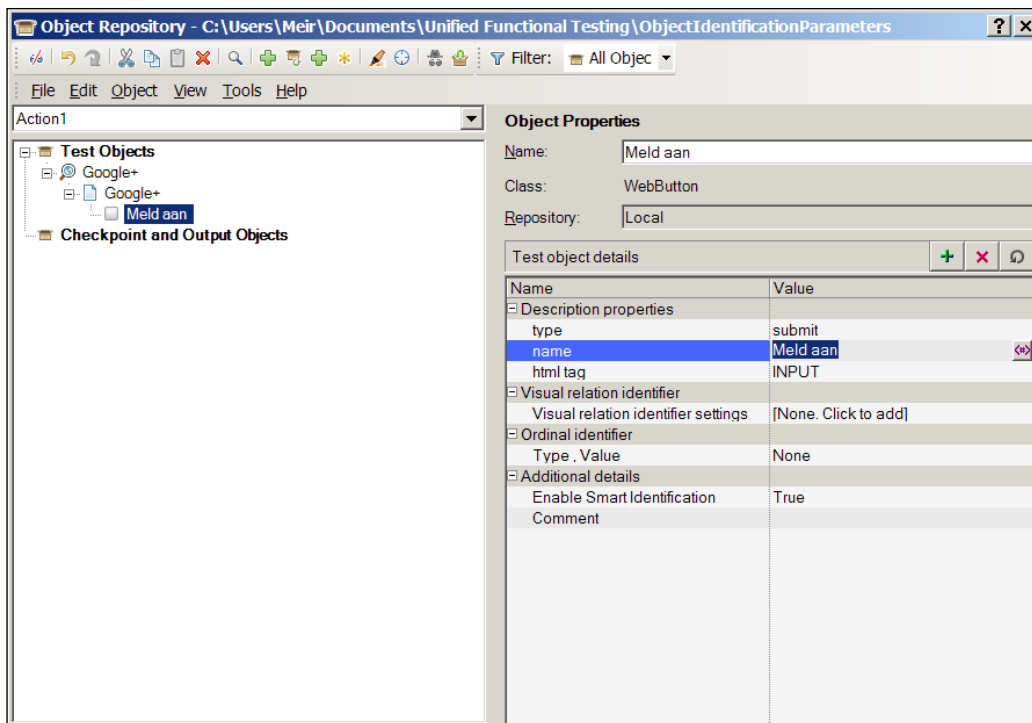 Object Repository - C:\Users\Meir\Documents\Unified Functional Testing\ObjectIdentificationParameters
Filter: All Objec
File Edit Object View Tools Help
Action1
Test Objects
Google+
Google+
Meld aan
Checkpoint and Output Objects
Object Properties
Name: Meld aan
Class: WebButton
Repository: Local
Test object details
Name Value
Description properties
type submit
name Meld aan
html tag INPUT
Visual relation identifier
Visual relation identifier settings [None. Click to add]
Ordinal identifier
Type , Value None
Additional details
Enable Smart Identification True
Comment